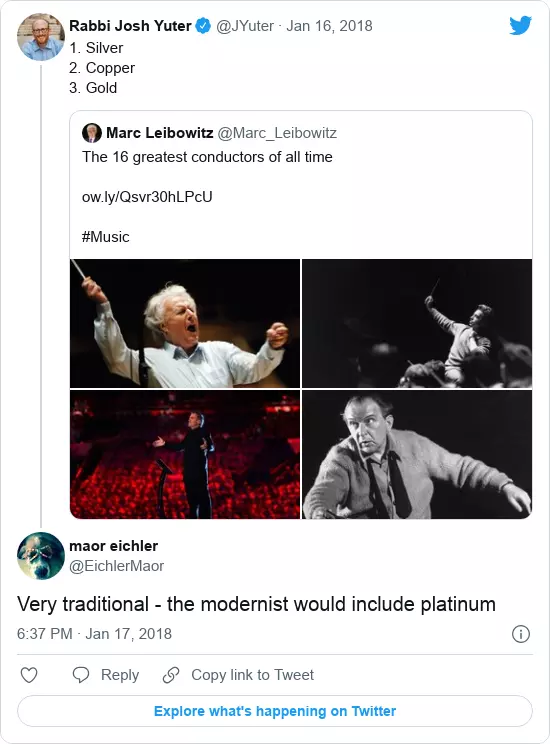 Rabbi Josh Yuter @JYuter · Jan 16, 2018
1. Silver
2. Copper
3. Gold
Marc Leibowitz @Marc_Leibowitz
The 16 greatest conductors of all time
ow.ly/Qsvr30hLPcU
#Music
maor eichler
@EichlerMaor
Very traditional - the modernist would include platinum
6:37 PM · Jan 17, 2018
Reply Copy link to Tweet
Explore what's happening on Twitter